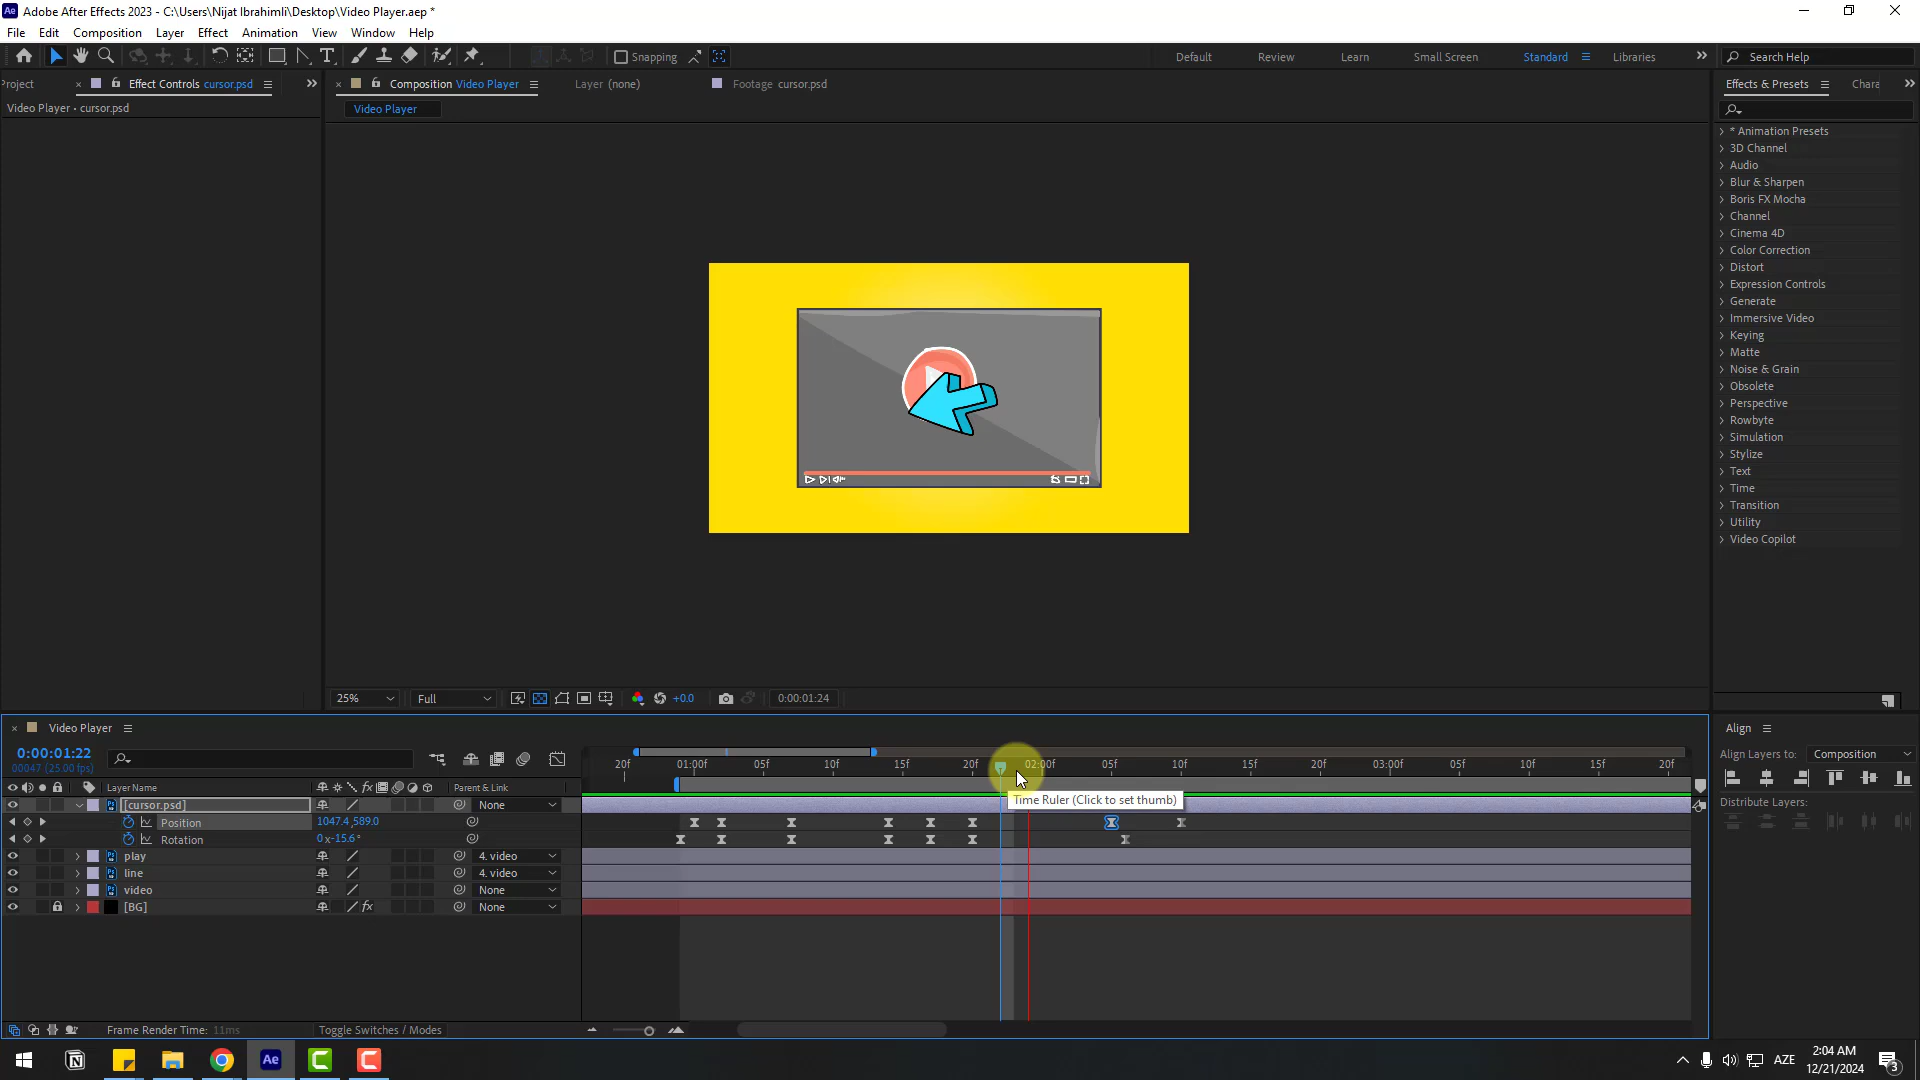 Adobe After Effects 2023 - C:\Users\Nijat Ibrahimli\Desktop\Video Player.aep *
File Edit Composition Layer Effect Animation View Window Help
Snapping Default Review Learn Small Screen Standard Libraries Search Help
Project Effect Controls cursor.psd Composition Video Player Layer (none) Footage cursor.psd Effects & Presets Chara
Video Player • cursor.psd Video Player
* Animation Presets
3D Channel
Audio
Blur & Sharpen
Boris FX Mocha
Channel
Cinema 4D
Color Correction
Distort
Expression Controls
Generate
Immersive Video
Keying
Matte
Noise & Grain
Obsolete
Perspective
Rowbyte
Simulation
Stylize
Text
Time
Transition
Utility
Video Copilot
25% Full +0.0 0:00:01:24
Video Player Align
0:00:01:22
00047 (25.00 fps)
20f 01:00f 05f 10f 15f 20f 02:00f 05f 10f 15f 20f 03:00f 05f 10f 15f 20f
Align Layers to: Composition
Layer Name Parent & Link
[cursor.psd] None
Time Ruler (Click to set thumb)
Distribute Layers:
Position 1047.4,589.0
Rotation 0x-15.6°
play 4. video
line 4. video
video None
[BG] None
Frame Render Time: 11ms Toggle Switches / Modes
Ae AZE 2:04 AM
12/21/2024 3